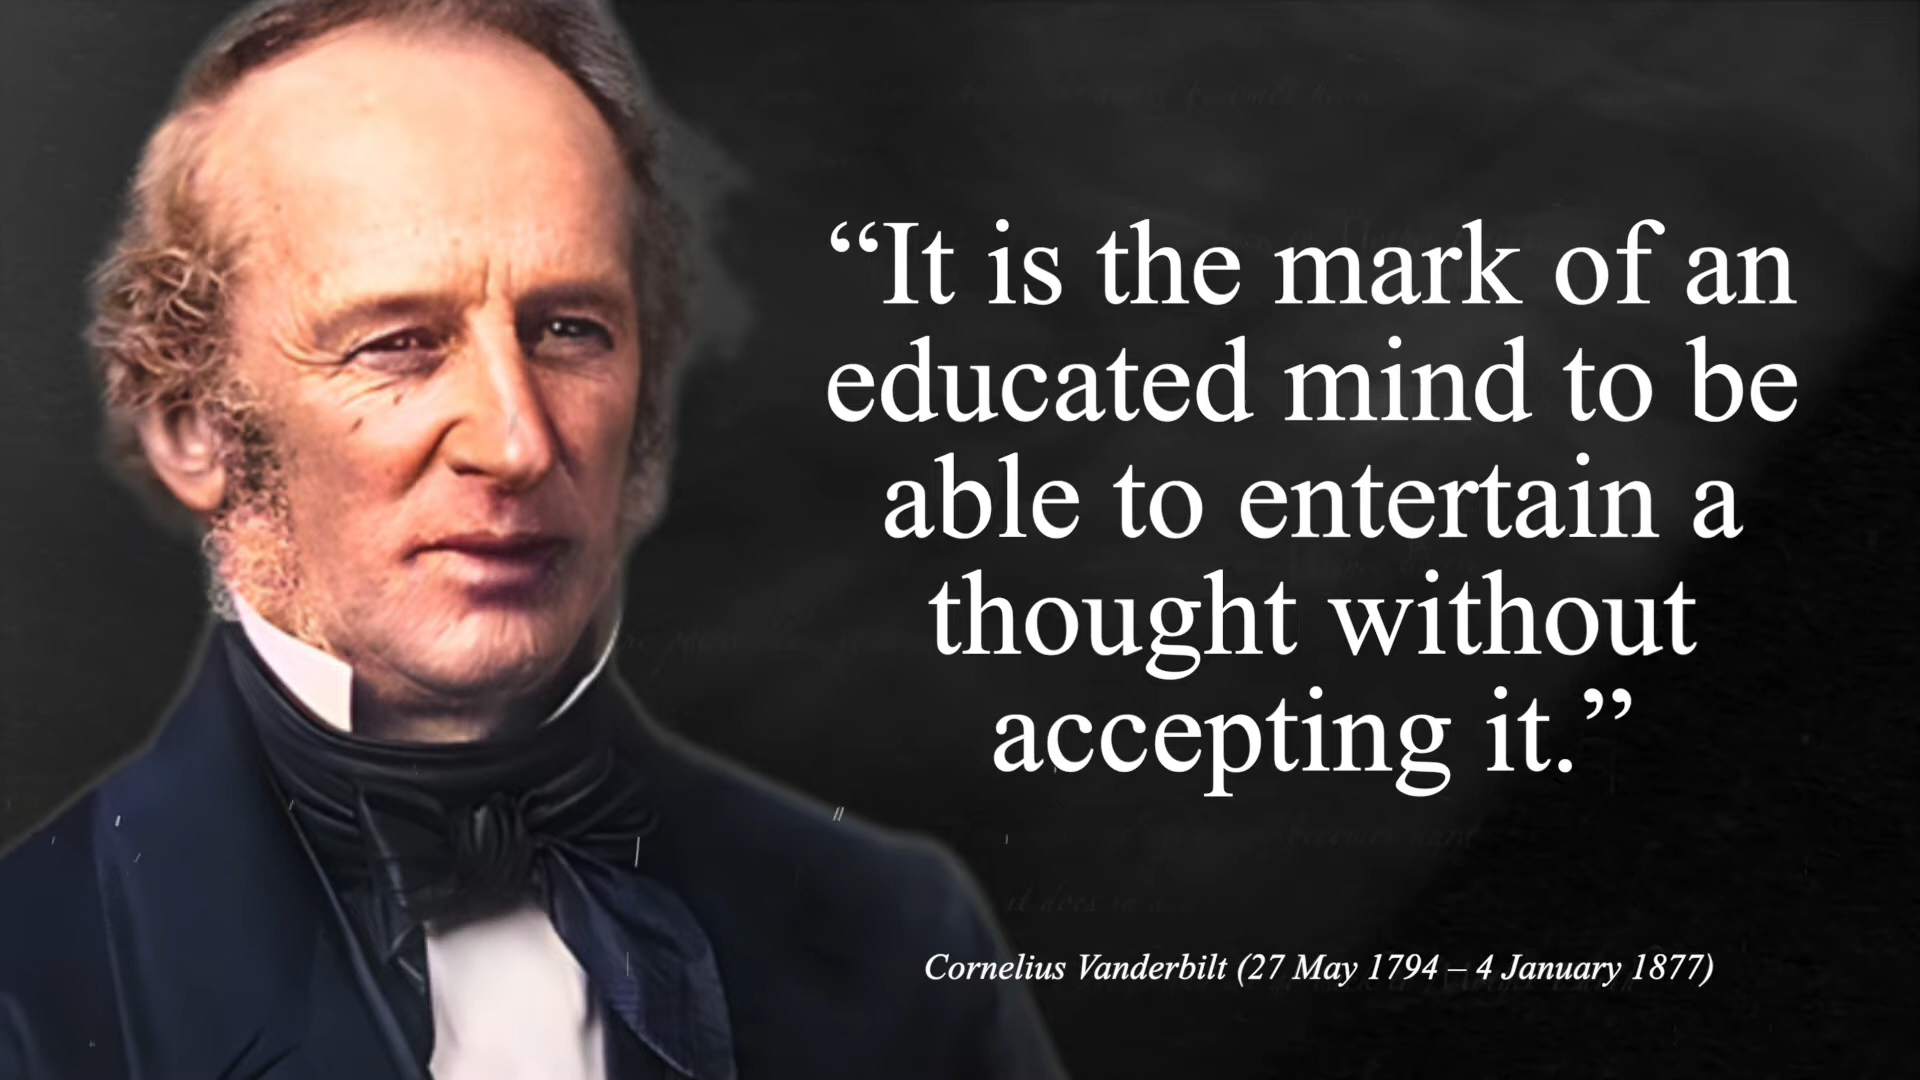 “It is the mark of an
educated mind to be
able to entertain a
thought without
accepting it.”
Cornelius Vanderbilt (27 May 1794 – 4 January 1877)